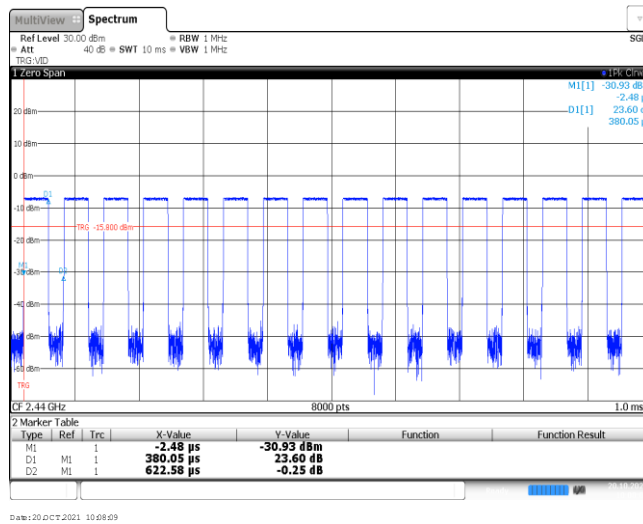 MultiView Spectrum
Ref Level 30.00 dBm RBW 1 MHz SGL
Att 40 dB SWT 10 ms VBW 1 MHz
TRG:VID
1 Zero Span 1Pk Clrw
M1[1] -30.93 dB
-2.48 µs
D1[1] 23.60 d
380.05 µ
20 dBm
10 dBm
0 dBm
D1
-10 dBm
TRG -15.800 dBm
-20 dBm
M1
-30 dBm
D2
-40 dBm
-50 dBm
-60 dBm
TRG
CF 2.44 GHz 8000 pts 1.0 ms
2 Marker Table
Type Ref Trc X-Value Y-Value Function Function Result
M1 1 -2.48 µs -30.93 dBm
D1 M1 1 380.05 µs 23.60 dB
D2 M1 1 622.58 µs -0.25 dB
Date: 20.OCT.2021 10:08:09